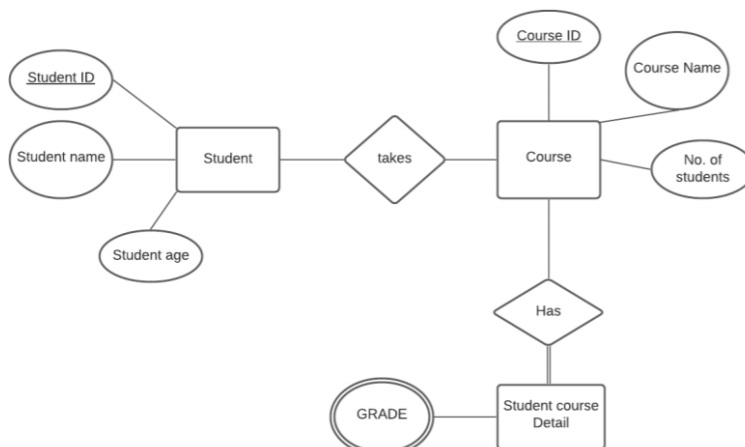 Course ID
Student ID
Course Name
Student name
Student
takes
Course
No. of
students
Student age
Has
GRADE
Student course
Detail